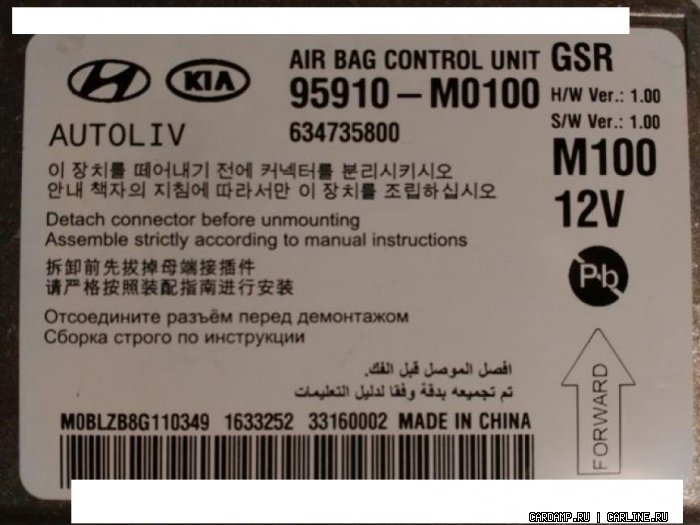 AIR BAG CONTROL UNIT GSR
HYUNDAI KIA 95910-M0100 H/W Ver.: 1.00
AUTOLIV 634735800 S/W Ver.: 1.00
이 장치를 떼어내기 전에 커넥터를 분리시키시오 M100
안내 책자의 지침에 따라서만 이 장치를 조립하십시오
Detach connector before unmounting 12V
Assemble strictly according to manual instructions
拆卸前先拔掉母端接插件 Pb
请严格按照装配指南进行安装
Отсоедините разъём перед демонтажом
Сборка строго по инструкции
افصل الموصل قبل الفك.
تم تجميعه بدقة وفقا لدليل التعليمات
FORWARD
M0BLZB8G110349 1633252 33160002 MADE IN CHINA
CARDAMP.RU | CARLINE.RU